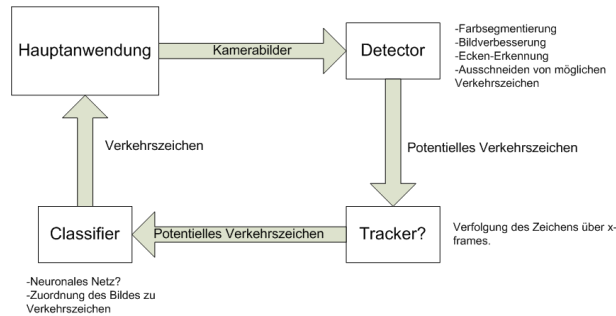 Hauptanwendung
Kamerabilder
Detector
-Farbsegmentierung
-Bildverbesserung
-Ecken-Erkennung
-Ausschneiden von möglichen
Verkehrszeichen
Verkehrszeichen
Potentielles Verkehrszeichen
Classifier
Potentielles Verkehrszeichen
Tracker?
Verfolgung des Zeichens über x-
frames.
-Neuronales Netz?
-Zuordnung des Bildes zu
Verkehrszeichen